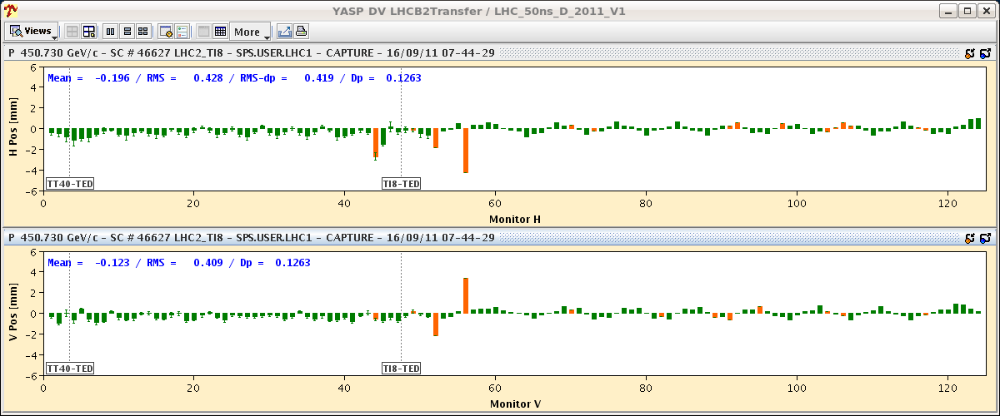 YASP DV LHCB2Transfer / LHC_50ns_D_2011_V1
Views More
P 450.730 GeV/c - SC # 46627 LHC2_TI8 - SPS.USER.LHC1 - CAPTURE - 16/09/11 07-44-29
Mean = -0.196 / RMS = 0.428 / RMS-dp = 0.419 / Dp = 0.1263
H Pos [mm]
6
4
2
0
-2
-4
-6
TT40-TED TI8-TED
0 20 40 60 80 100 120
Monitor H
P 450.730 GeV/c - SC # 46627 LHC2_TI8 - SPS.USER.LHC1 - CAPTURE - 16/09/11 07-44-29
Mean = -0.123 / RMS = 0.409 / Dp = 0.1263
V Pos [mm]
6
4
2
0
-2
-4
-6
TT40-TED TI8-TED
0 20 40 60 80 100 120
Monitor V